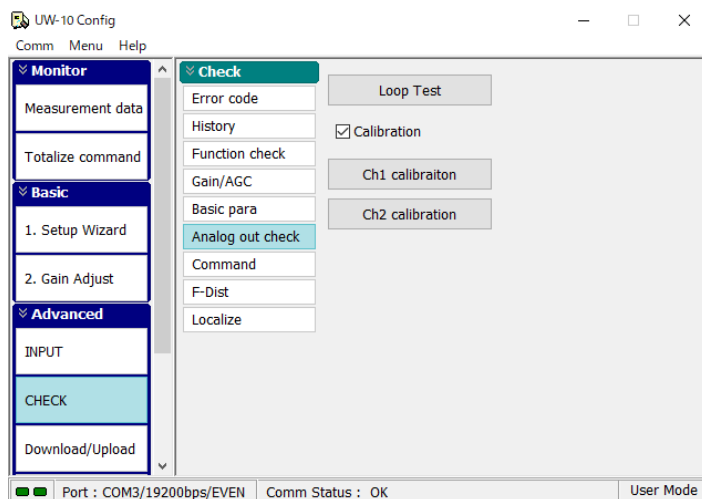 UW-10 Config
Comm Menu Help
Monitor
Measurement data
Totalize command
Basic
1. Setup Wizard
2. Gain Adjust
Advanced
INPUT
CHECK
Download/Upload
Check
Error code
History
Function check
Gain/AGC
Basic para
Analog out check
Command
F-Dist
Localize
Loop Test
Calibration
Ch1 calibraiton
Ch2 calibration
Port : COM3/19200bps/EVEN Comm Status : OK User Mode